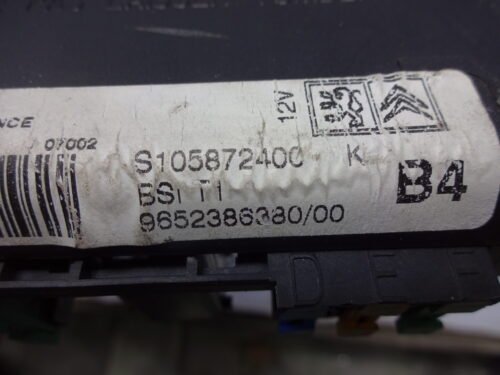 NCE
07002
12V
S105872400 K
BSI T1
9652386380/00
B4
D E F